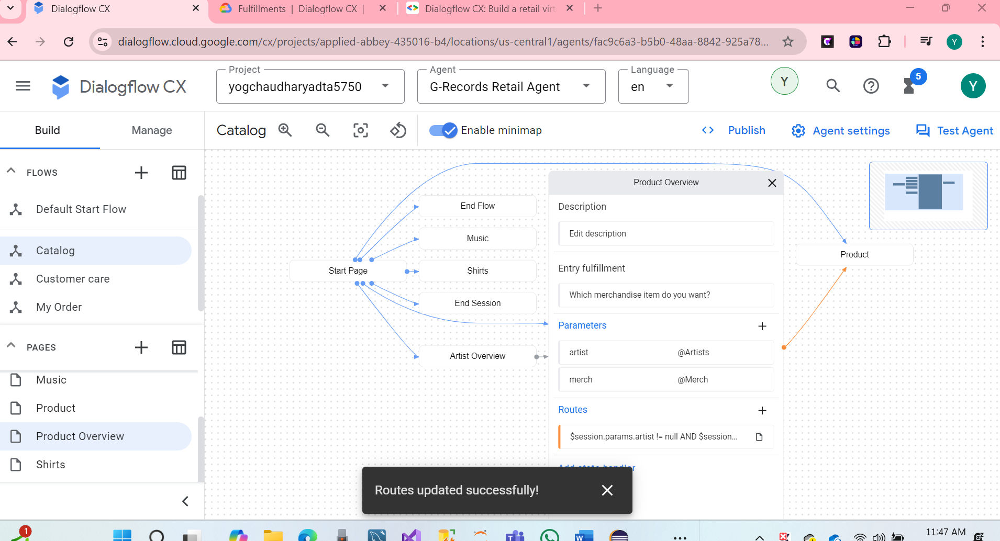 Dialogflow CX
Fulfillments | Dialogflow CX |
Dialogflow CX: Build a retail virt
dialogflow.cloud.google.com/cx/projects/applied-abbey-435016-b4/locations/us-central1/agents/fac9c6a3-b5b0-48aa-8842-925a78...
Y
Dialogflow CX
Project
yogchaudharyadta5750
Agent
G-Records Retail Agent
Language
en
Y
5
Y
Build
Manage
Catalog
Enable minimap
Publish
Agent settings
Test Agent
FLOWS
Default Start Flow
Catalog
Customer care
My Order
PAGES
Music
Product
Product Overview
Shirts
Start Page
End Flow
Music
Shirts
End Session
Artist Overview
Product Overview
Description
Edit description
Entry fulfillment
Which merchandise item do you want?
Parameters
artist
@Artists
merch
@Merch
Routes
$session.params.artist != null AND $session...
Add state handler
Product
Routes updated successfully!
1
11:47 AM